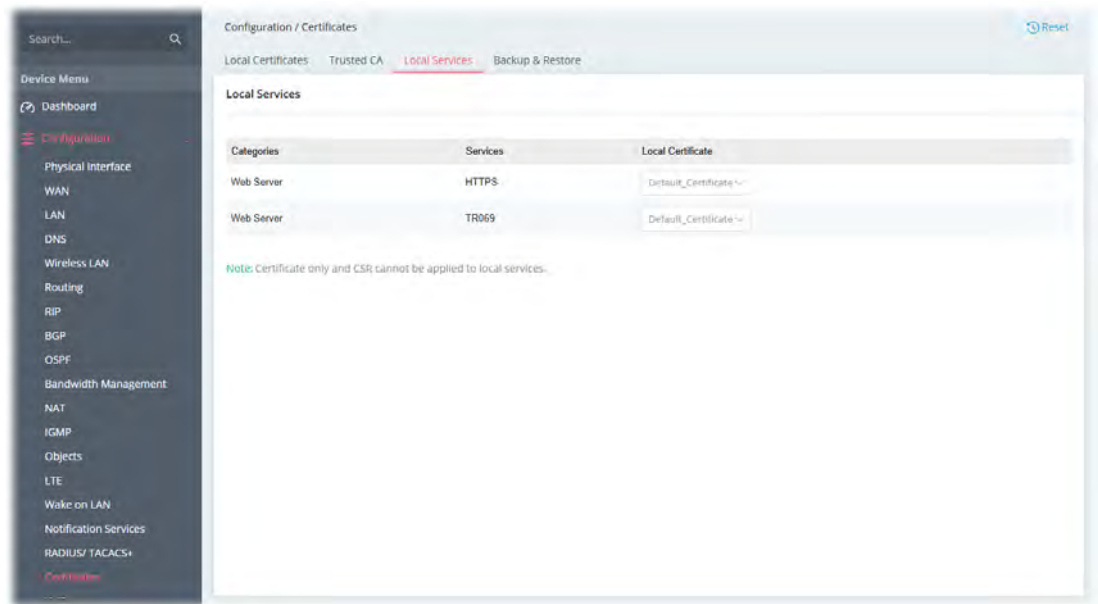 Search...
Device Menu
Dashboard
Configuration
Physical Interface
WAN
LAN
DNS
Wireless LAN
Routing
RIP
BGP
OSPF
Bandwidth Management
NAT
IGMP
Objects
LTE
Wake on LAN
Notification Services
RADIUS/ TACACS+
Certificates
Configuration / Certificates
Reset
Local Certificates Trusted CA Local Services Backup & Restore
Local Services
Categories Services Local Certificate
Web Server HTTPS Default_Certificate
Web Server TR069 Default_Certificate
Note: Certificate only and CSR cannot be applied to local services.